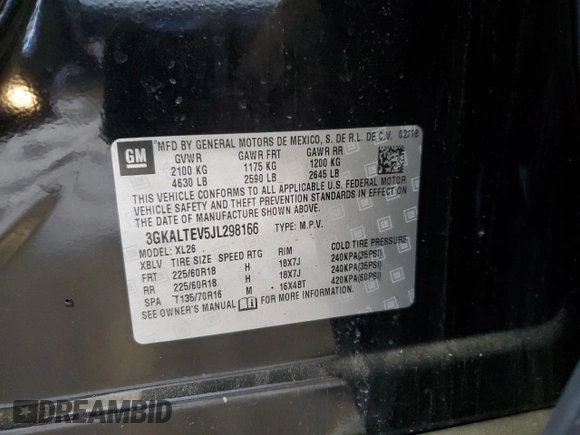 GM
*MFD BY GENERAL MOTORS DE MEXICO, S. DE R.L. DE C.V. 02/18
GVWR GAWR FRT GAWR RR
2100 KG 1175 KG 1200 KG
4630 LB 2590 LB 2645 LB
THIS VEHICLE CONFORMS TO ALL APPLICABLE U.S. FEDERAL MOTOR
VEHICLE SAFETY AND THEFT PREVENTION STANDARDS IN EFFECT ON
THE DATE OF MANUFACTURE SHOWN ABOVE.
3GKALTEV5JL298166 TYPE: M.P.V.
MODEL: XL26
XBLV TIRE SIZE SPEED RTG RIM COLD TIRE PRESSURE
FRT 225/60R18 H 18X7J 240KPA(35PSI)
RR 225/60R18 H 18X7J 240KPA(35PSI)
SPA T135/70R16 M 16X4BT 420KPA(60PSI)
SEE OWNER'S MANUAL FOR MORE INFORMATION.
DREAMBID